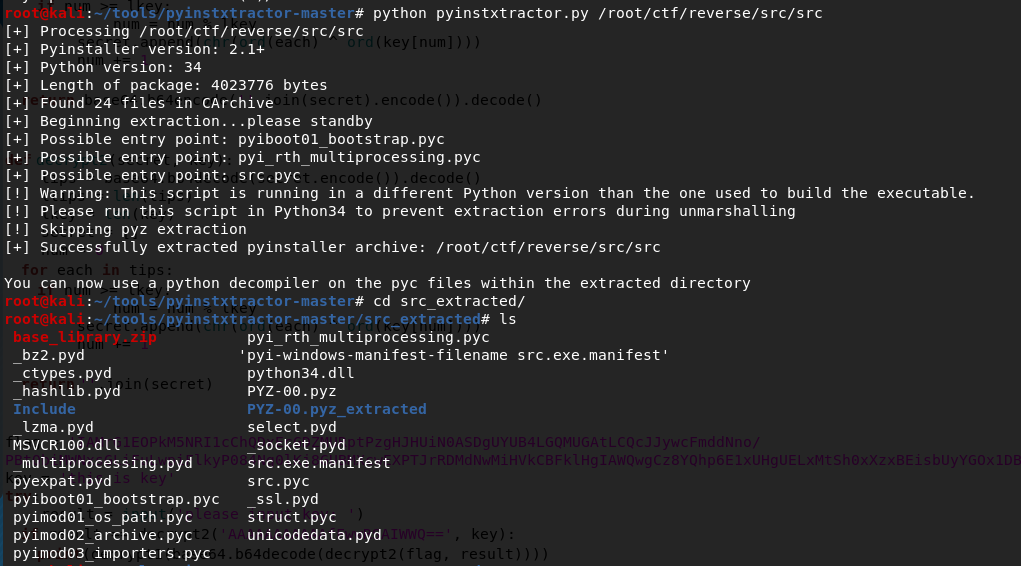 root@kali:~/tools/pyinstxtractor-master# python pyinstxtractor.py /root/ctf/reverse/src/src
[+] Processing /root/ctf/reverse/src/src
[+] Pyinstaller version: 2.1+
[+] Python version: 34
[+] Length of package: 4023776 bytes
[+] Found 24 files in CArchive
[+] Beginning extraction...please standby
[+] Possible entry point: pyiboot01_bootstrap.pyc
[+] Possible entry point: pyi_rth_multiprocessing.pyc
[+] Possible entry point: src.pyc
[!] Warning: This script is running in a different Python version than the one used to build the executable.
[!] Please run this script in Python34 to prevent extraction errors during unmarshalling
[!] Skipping pyz extraction
[+] Successfully extracted pyinstaller archive: /root/ctf/reverse/src/src
for each in tips:
You can now use a python decompiler on the pyc files within the extracted directory
root@kali:~/tools/pyinstxtractor-master# cd src_extracted/
root@kali:~/tools/pyinstxtractor-master/src_extracted# ls
base_library.zip pyi_rth_multiprocessing.pyc
_bz2.pyd 'pyi-windows-manifest-filename src.exe.manifest'
_ctypes.pyd python34.dll
_hashlib.pyd PYZ-00.pyz
Include PYZ-00.pyz_extracted
_lzma.pyd select.pyd
MSVCR100.dll _socket.pyd
_multiprocessing.pyd src.exe.manifest
pyexpat.pyd src.pyc
pyiboot01_bootstrap.pyc _ssl.pyd
pyimod01_os_path.pyc struct.pyc
pyimod02_archive.pyc unicodedata.pyd
pyimod03_importers.pyc